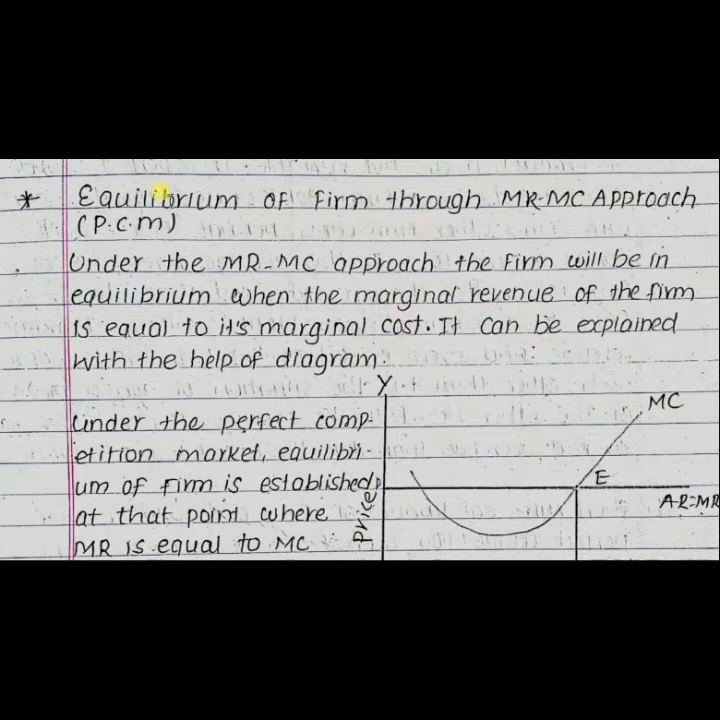 * Equilibrium of Firm through MR-MC Approach
(P.C.M)
Under the MR-MC approach the firm will be in
equilibrium when the marginal revenue of the firm
is equal to its marginal cost. It can be explained
with the help of diagram.
Y
MC
Under the perfect comp-
etition market, equilibri-
um of firm is established
at that point where
MR is equal to MC
P
E
AR=MR
Price